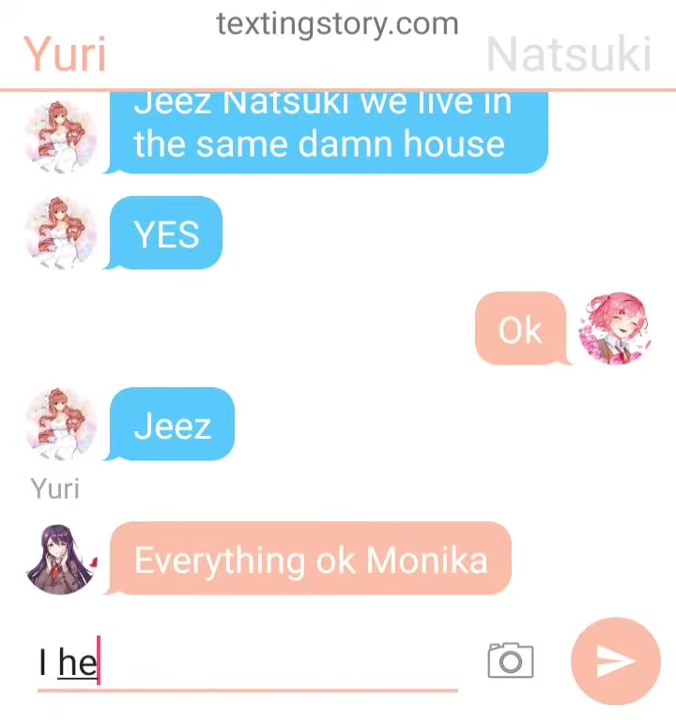 textingstory.com
Yuri
Natsuki
Jeez Natsuki we live in
the same damn house
YES
Ok
Jeez
Yuri
Everything ok Monika
I he